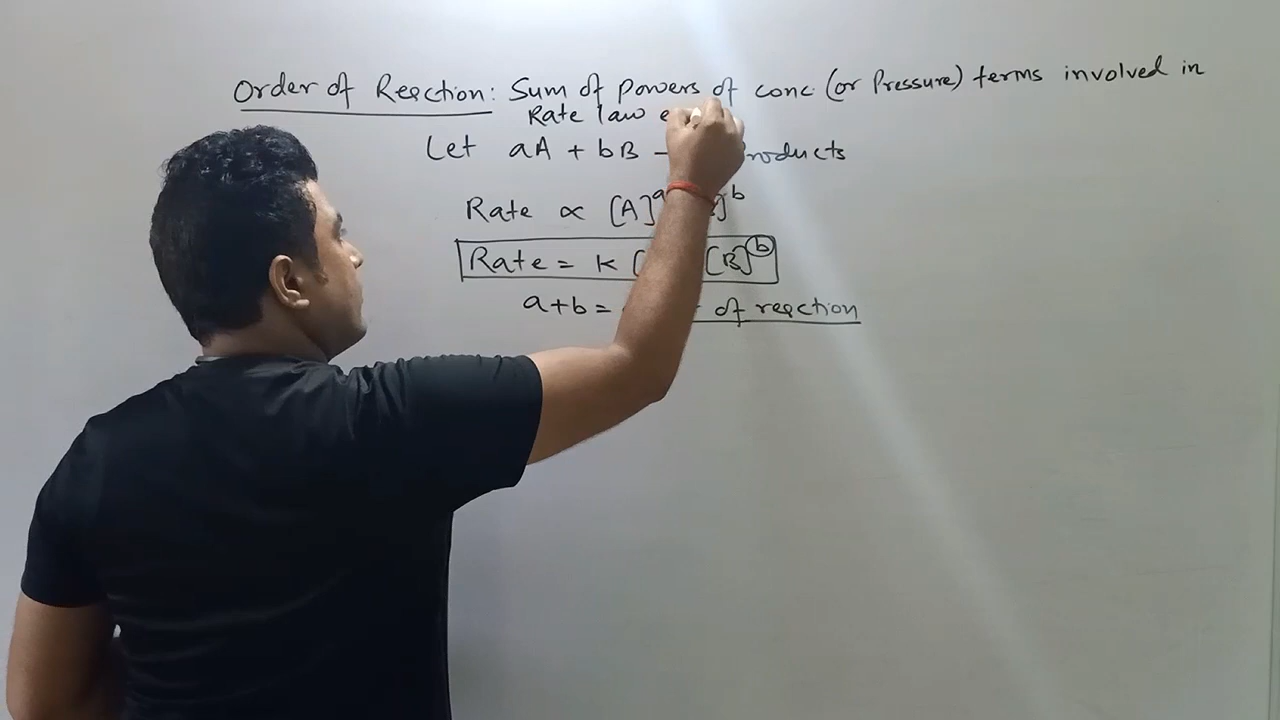 Order of Reaction: Sum of powers of conc (or Pressure) terms involved in
Rate law
Let aA + bB
Rate ∝ [A]ᵃ ]ᵇ
Rate = K [ [B]ᵇ
a+b = of reaction